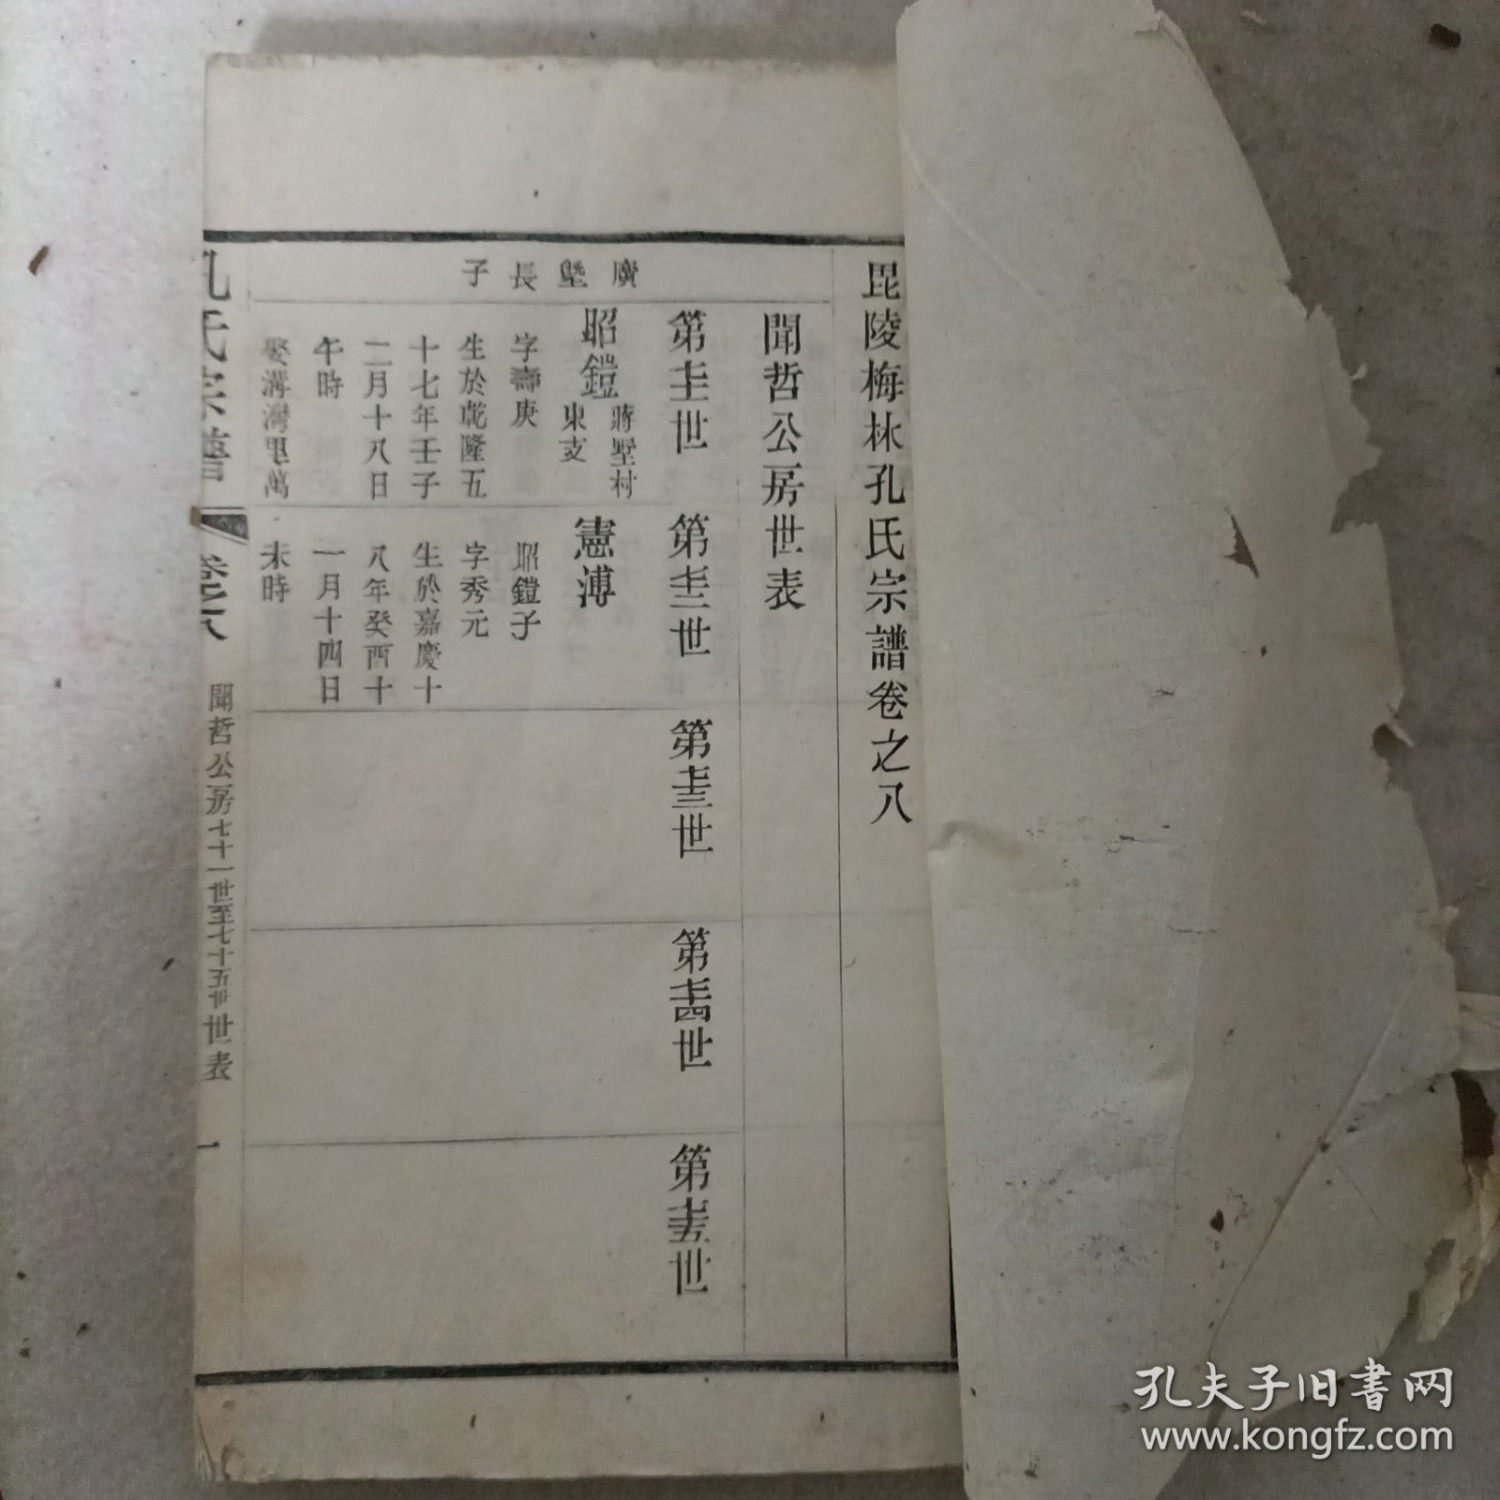 毘陵梅林孔氏宗譜卷之八
聞哲公房世表
第七十一世
第七十二世
第七十三世
第七十四世
第七十五世
廣塈長子
昭鎧
蔣墅村
東支
字壽庚
生於乾隆五
十七年壬子
二月十八日
午時
娶溝灣里萬
憲溥
昭鎧子
字秀元
生於嘉慶十
八年癸酉十
一月十四日
未時
孔氏宗譜
卷之八
聞哲公房七十一世至七十五世世表
一
孔夫子旧書网
www.kongfz.com